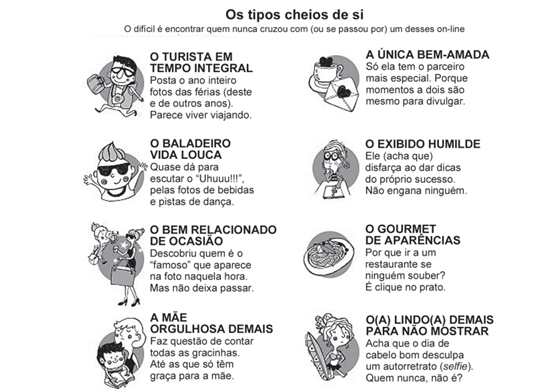 Os tipos cheios de si
O difícil é encontrar quem nunca cruzou com (ou se passou por) um desses on-line
O TURISTA EM
TEMPO INTEGRAL
Posta o ano inteiro
fotos das férias (deste
e de outros anos).
Parece viver viajando.
A ÚNICA BEM-AMADA
Só ela tem o parceiro
mais especial. Porque
momentos a dois são
mesmo para divulgar.
O BALADEIRO
VIDA LOUCA
Quase dá para
escutar o "Uhuuu!!!",
pelas fotos de bebidas
e pistas de dança.
O EXIBIDO HUMILDE
Ele (acha que)
disfarça ao dar dicas
do próprio sucesso.
Não engana ninguém.
O BEM RELACIONADO
DE OCASIÃO
Descobriu quem é o
"famoso" que aparece
na foto naquela hora.
Mas não deixa passar.
O GOURMET
DE APARÊNCIAS
Por que ir a um
restaurante se
ninguém souber?
É clique no prato.
A MÃE
ORGULHOSA DEMAIS
Faz questão de contar
todas as gracinhas.
Até as que só têm
graça para a mãe.
O(A) LINDO(A) DEMAIS
PARA NÃO MOSTRAR
Acha que o dia de
cabelo bom desculpa
um autorretrato (selfie).
Quem nunca, não é?